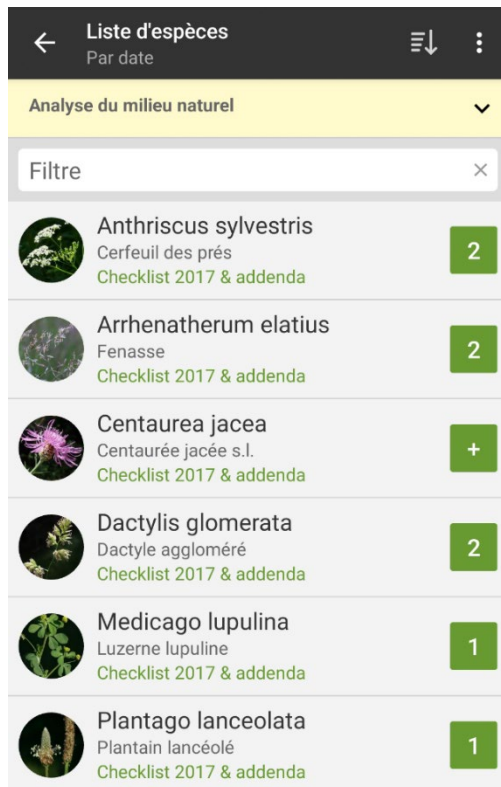 Liste d'espèces
Par date
Analyse du milieu naturel
Filtre
Anthriscus sylvestris
Cerfeuil des prés
Checklist 2017 & addenda
2
Arrhenatherum elatius
Fenasse
Checklist 2017 & addenda
2
Centaurea jacea
Centaurée jacée s.l.
Checklist 2017 & addenda
+
Dactylis glomerata
Dactyle aggloméré
Checklist 2017 & addenda
2
Medicago lupulina
Luzerne lupuline
Checklist 2017 & addenda
1
Plantago lanceolata
Plantain lancéolé
Checklist 2017 & addenda
1